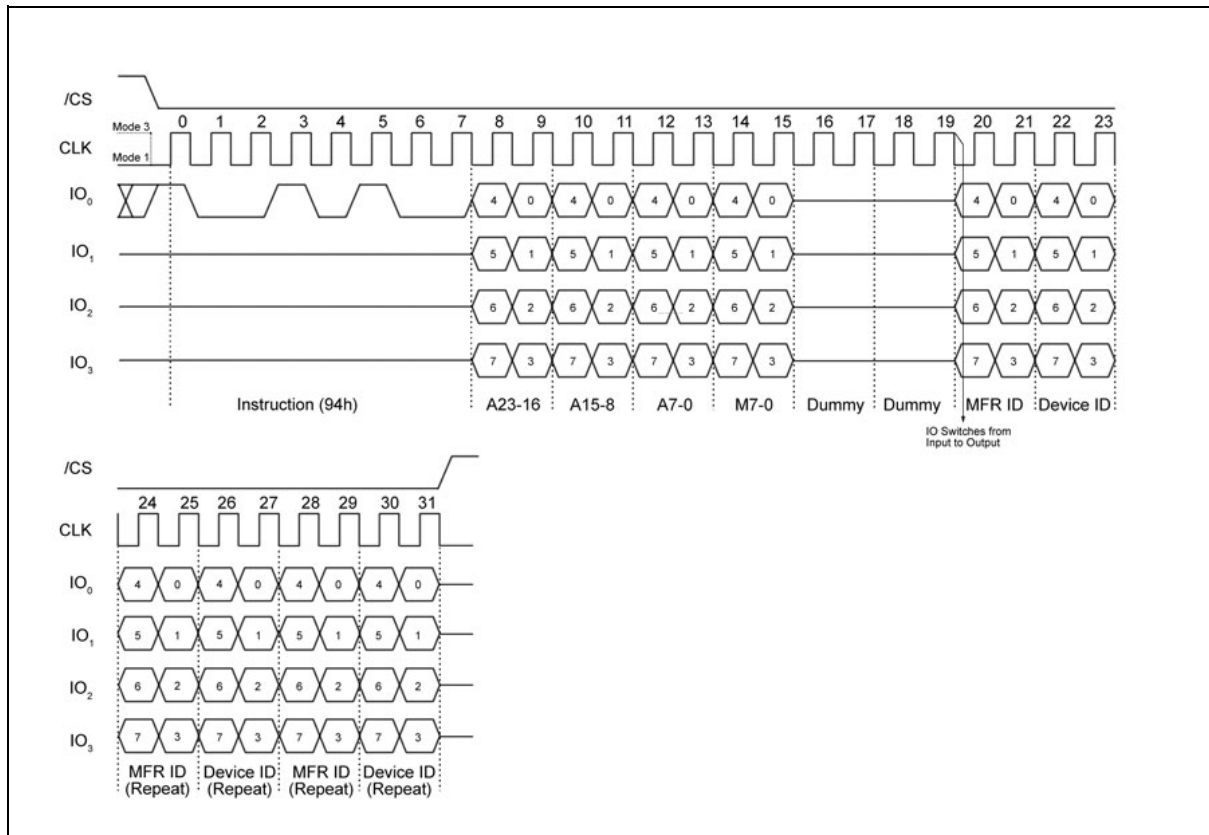 /CS
Mode 3
0 1 2 3 4 5 6 7 8 9 10 11 12 13 14 15 16 17 18 19 20 21 22 23
CLK
Mode 1
IO0 4 0 4 0 4 0 4 0 4 0 4 0
IO1 5 1 5 1 5 1 5 1 5 1 5 1
IO2 6 2 6 2 6 2 6 2 6 2 6 2
IO3 7 3 7 3 7 3 7 3 7 3 7 3
Instruction (94h) A23-16 A15-8 A7-0 M7-0 Dummy Dummy MFR ID Device ID
IO Switches from
Input to Output
/CS
24 25 26 27 28 29 30 31
CLK
IO0 4 0 4 0 4 0 4 0
IO1 5 1 5 1 5 1 5 1
IO2 6 2 6 2 6 2 6 2
IO3 7 3 7 3 7 3 7 3
MFR ID Device ID MFR ID Device ID
(Repeat) (Repeat) (Repeat) (Repeat)